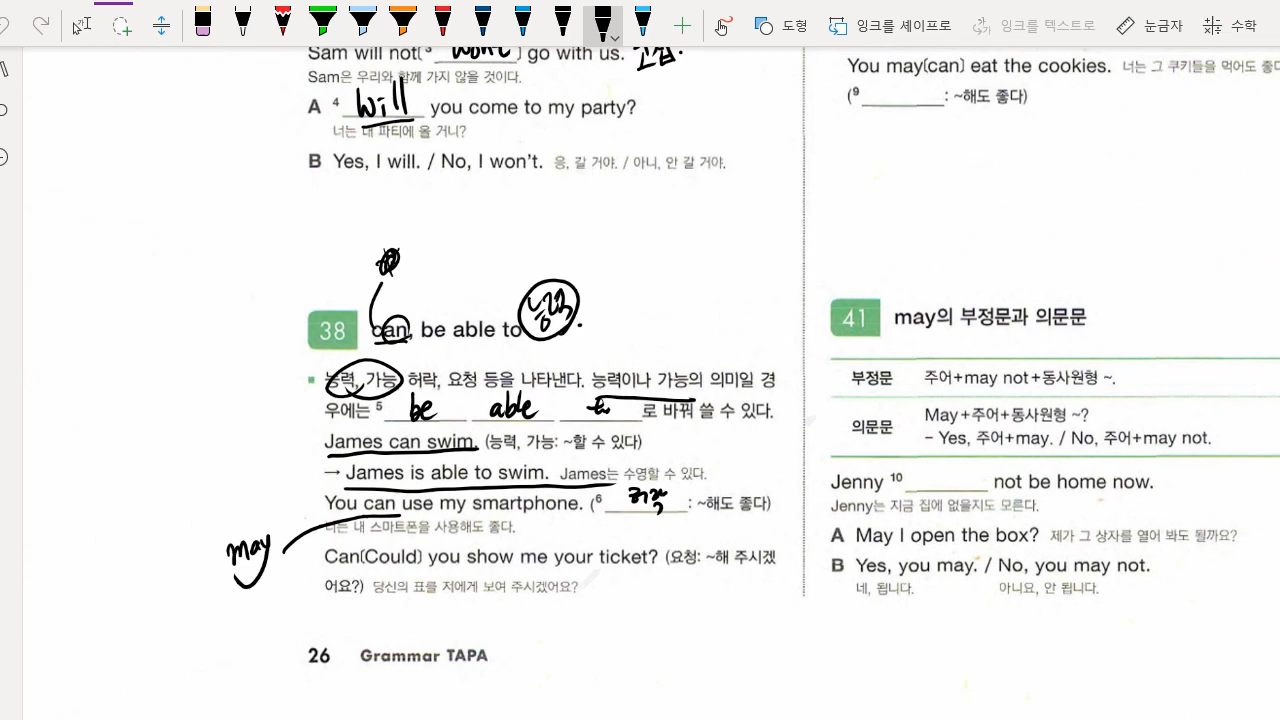 도형
잉크를 셰이프로
잉크를 텍스트로
눈금자
수학
Sam will not( ³ won't ) go with us. 고집.
Sam은 우리와 함께 가지 않을 것이다.
A ⁴ Will you come to my party?
너는 내 파티에 올 거니?
B Yes, I will. / No, I won't. 응, 갈 거야. / 아니, 안 갈 거야.
38 can, be able to 능력.
능력, 가능, 허락, 요청 등을 나타낸다. 능력이나 가능의 의미일 경
우에는 ⁵ be able to 로 바꿔 쓸 수 있다.
James can swim. (능력, 가능: ~할 수 있다)
→ James is able to swim. James는 수영할 수 있다.
You can use my smartphone. (⁶ 허락 : ~해도 좋다)
may
너는 내 스마트폰을 사용해도 좋다.
Can(Could) you show me your ticket? (요청: ~해 주시겠
어요?) 당신의 표를 저에게 보여 주시겠어요?
26 Grammar TAPA
You may(can) eat the cookies. 너는 그 쿠키들을 먹어도 좋다
(⁹ : ~해도 좋다)
41 may의 부정문과 의문문
부정문 주어+may not+동사원형 ~.
의문문 May+주어+동사원형 ~?
– Yes, 주어+may. / No, 주어+may not.
Jenny ¹⁰ not be home now.
Jenny는 지금 집에 없을지도 모른다.
A May I open the box? 제가 그 상자를 열어 봐도 될까요?
B Yes, you may. / No, you may not.
네, 됩니다. 아니요, 안 됩니다.